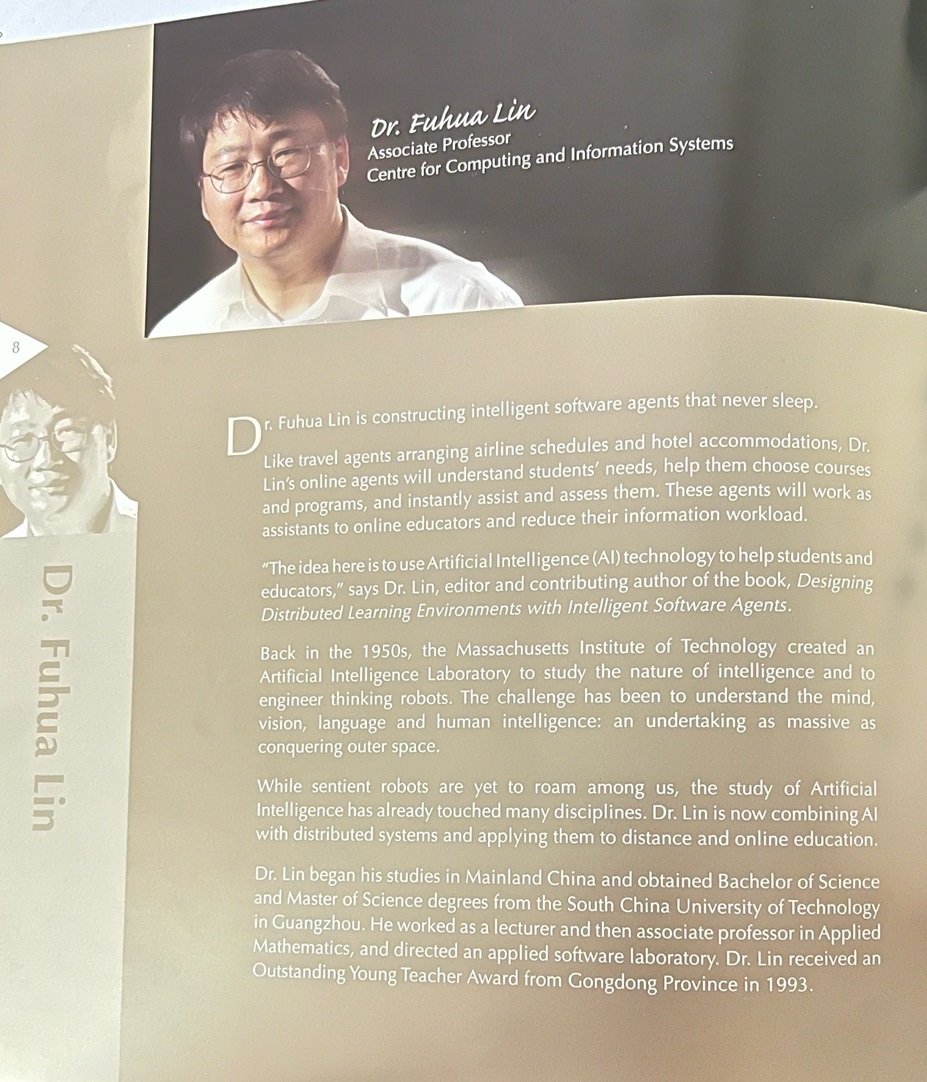 Dr. Fuhua Lin
Associate Professor
Centre for Computing and Information Systems
8
Dr. Fuhua Lin
Dr. Fuhua Lin is constructing intelligent software agents that never sleep.
Like travel agents arranging airline schedules and hotel accommodations, Dr.
Lin's online agents will understand students' needs, help them choose courses
and programs, and instantly assist and assess them. These agents will work as
assistants to online educators and reduce their information workload.
“The idea here is to use Artificial Intelligence (AI) technology to help students and
educators,” says Dr. Lin, editor and contributing author of the book, Designing
Distributed Learning Environments with Intelligent Software Agents.
Back in the 1950s, the Massachusetts Institute of Technology created an
Artificial Intelligence Laboratory to study the nature of intelligence and to
engineer thinking robots. The challenge has been to understand the mind,
vision, language and human intelligence: an undertaking as massive as
conquering outer space.
While sentient robots are yet to roam among us, the study of Artificial
Intelligence has already touched many disciplines. Dr. Lin is now combining AI
with distributed systems and applying them to distance and online education.
Dr. Lin began his studies in Mainland China and obtained Bachelor of Science
and Master of Science degrees from the South China University of Technology
in Guangzhou. He worked as a lecturer and then associate professor in Applied
Mathematics, and directed an applied software laboratory. Dr. Lin received an
Outstanding Young Teacher Award from Gongdong Province in 1993.